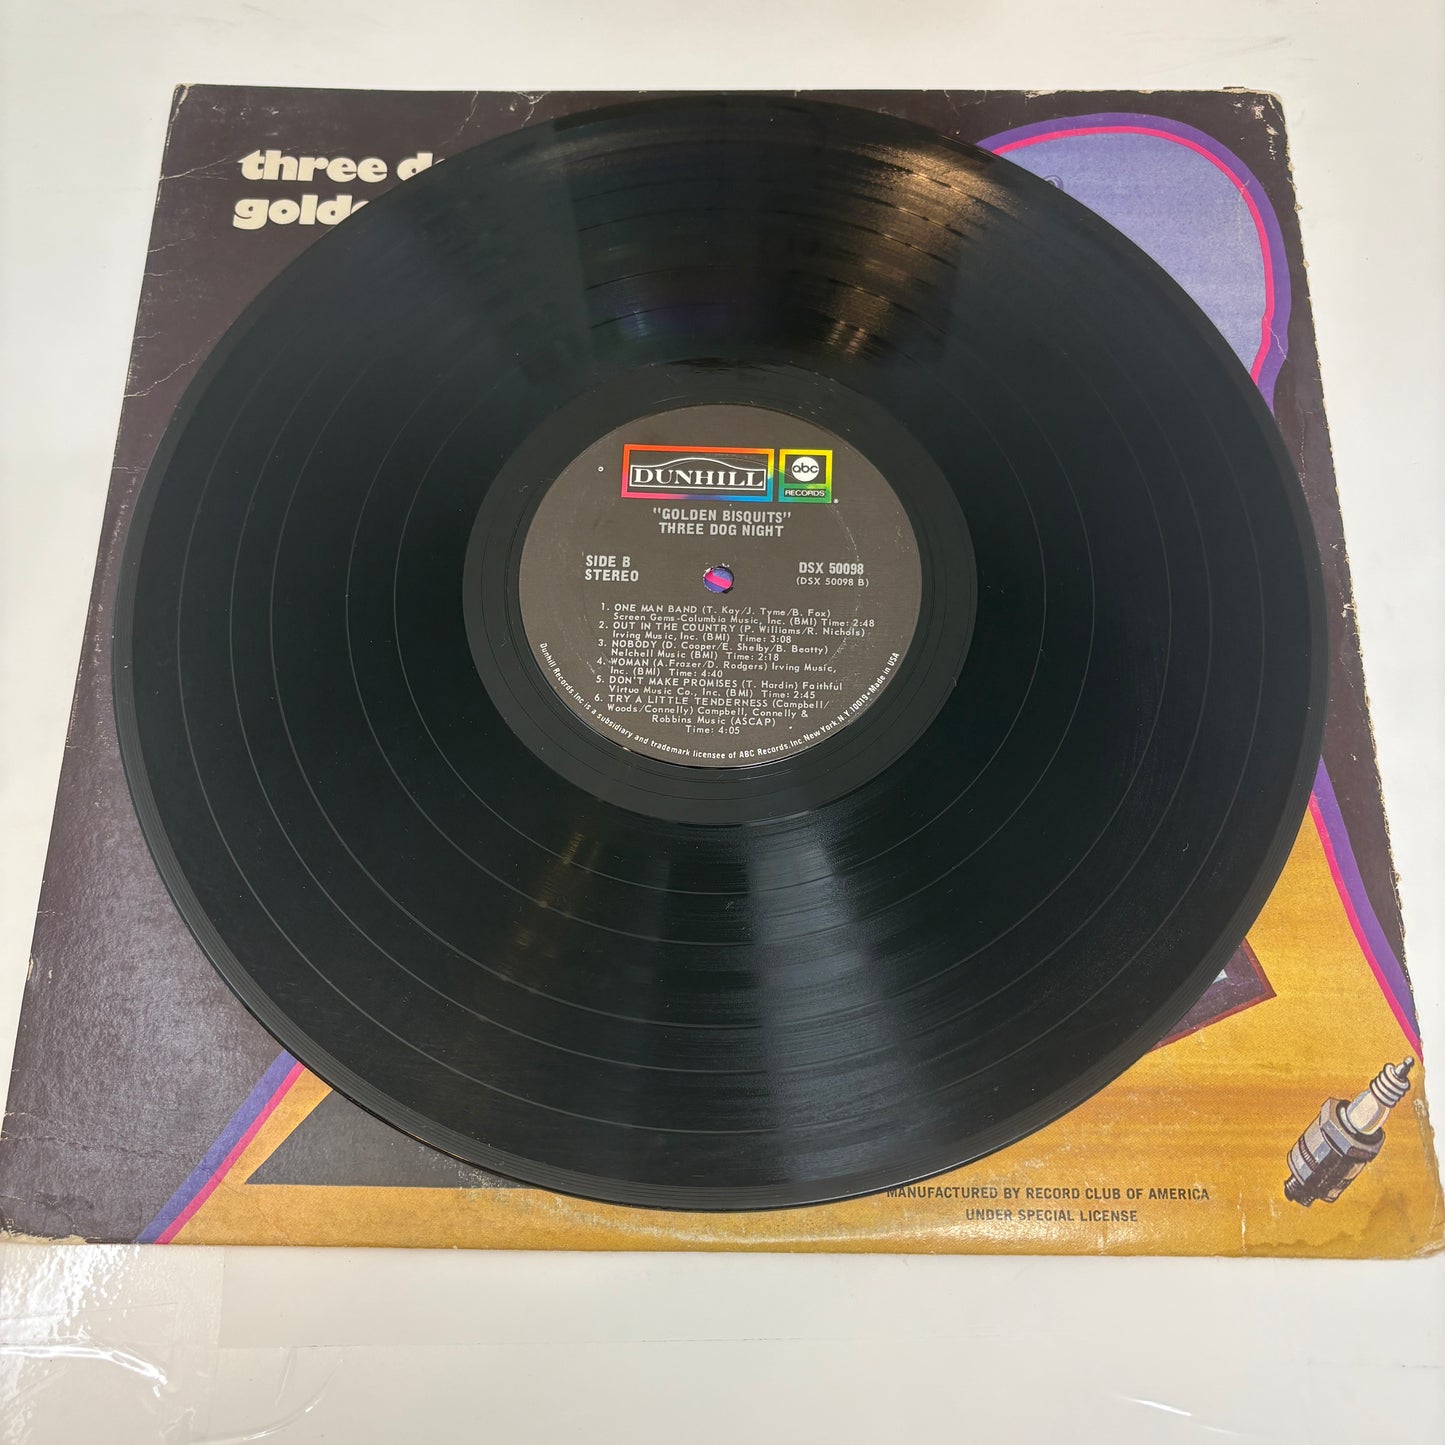 three d
golde
DUNHILL
abc
RECORDS
"GOLDEN BISQUITS"
THREE DOG NIGHT
SIDE B
STEREO
DSX 50098
(DSX 50098 B)
1. ONE MAN BAND (T. Kay/J. Tyme/B. Fox)
Screen Gems-Columbia Music, Inc. (BMI) Time: 2:48
2. OUT IN THE COUNTRY (P. Williams/R. Nichols)
Irving Music, Inc. (BMI) Time: 3:08
3. NOBODY (D. Cooper/E. Shelby/B. Beatty)
Nelchell Music (BMI) Time: 2:18
4. WOMAN (A. Frazer/D. Rodgers) Irving Music,
Inc. (BMI) Time: 4:40
5. DON'T MAKE PROMISES (T. Hardin) Faithful
Virtue Music Co., Inc. (BMI) Time: 2:45
6. TRY A LITTLE TENDERNESS (Campbell/
Woods/Connelly) Campbell, Connelly &
Robbins Music (ASCAP)
Time: 4:05
Dunhill Records, Inc. is a subsidiary and trademark licensee of ABC Records, Inc. New York, N.Y. 10019 • Made in USA
MANUFACTURED BY RECORD CLUB OF AMERICA
UNDER SPECIAL LICENSE